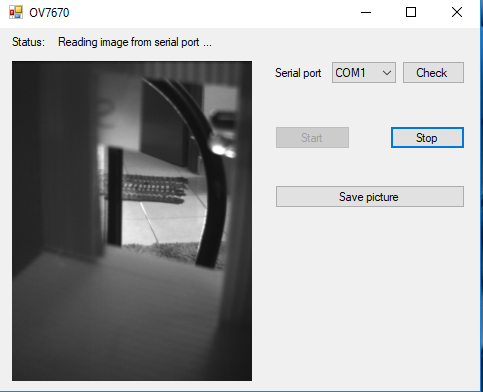 OV7670
Status: Reading image from serial port ...
Serial port COM1 Check
Start Stop
Save picture